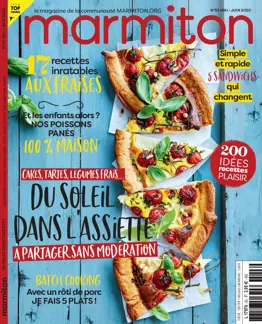 le magazine de la communauté MARMITON.ORG
marmiton
17 recettes
inratables
AUX FRAISES
Simple et
rapide
5 SANDWICHS
qui
changent
Et les enfants alors ?
NOS POISSONS
PANÉS
100% MAISON
200
IDÉES
recettes
PLAISIR
CAKES, TARTES, LÉGUMES FRAIS...
DU SOLEIL
DANS L'ASSIETTE
À PARTAGER SANS MODÉRATION
BATCH COOKING
Avec un rôti de porc
JE FAIS 5 PLATS !
marmiton